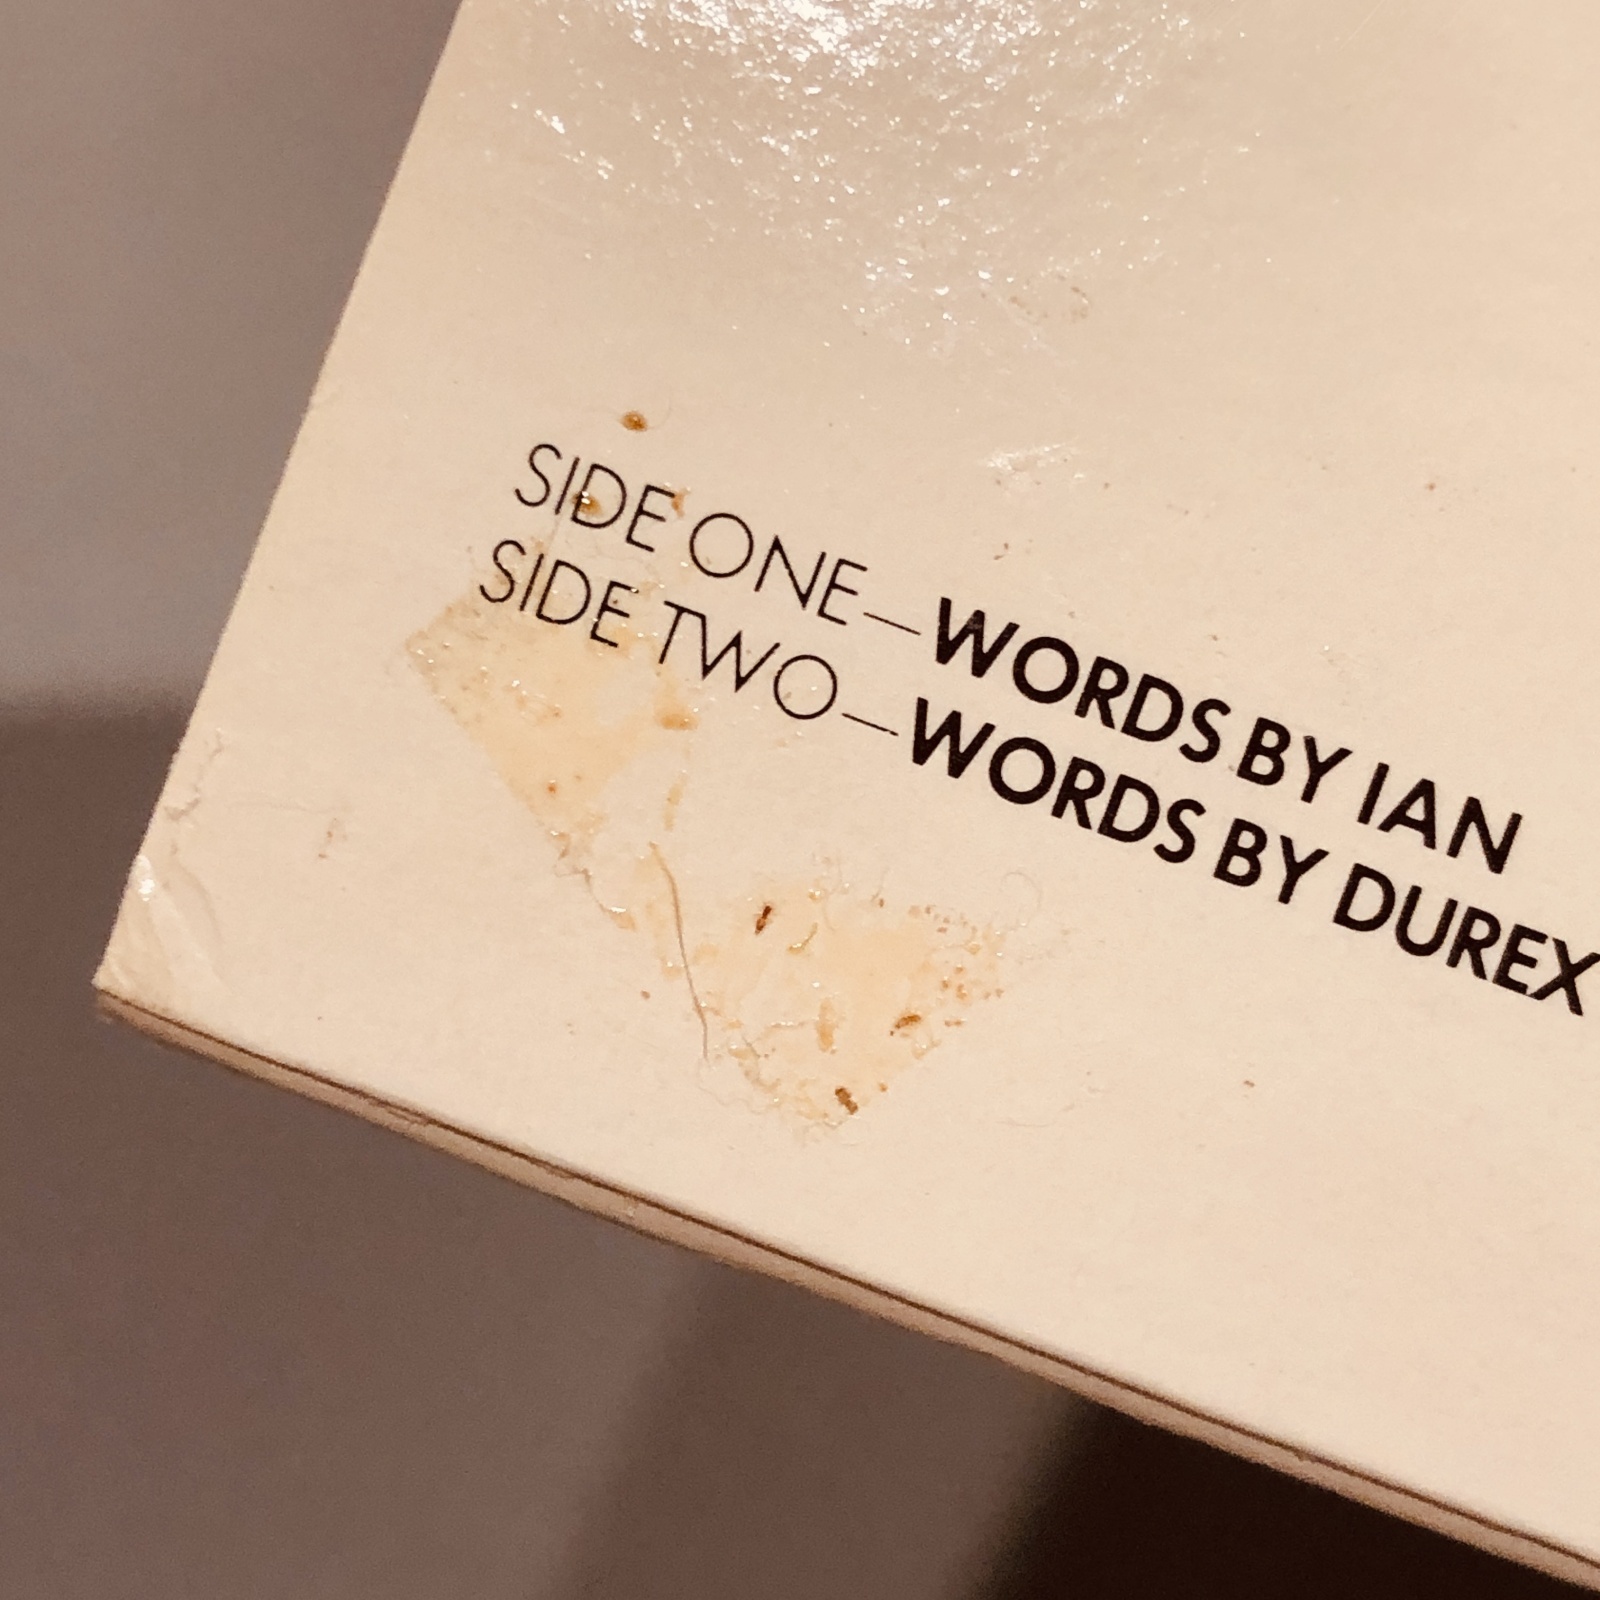 SIDE ONE—WORDS BY IAN
SIDE TWO—WORDS BY DUREX